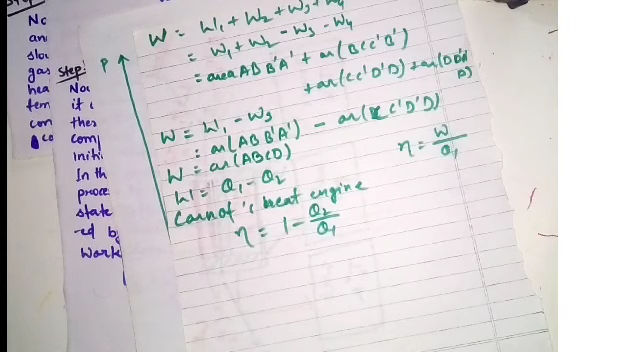 W = W1 + W2 + W3 + W4
= W1 + W2 - W3 - W4
= area ABB'A' + ar(BCC'B')
+ ar(CC'D'D) + ar(DD'A'
P
W = W1 - W3
= ar(ABB'A') - ar(CC'D'D)
W = ar(ABCD)
η = W/Q1
W = Q1 - Q2
Carnot's heat engine
η = 1 - Q2/Q1
No
an
slo
gas
hea
tem
con
co
Step:
No
it
ther
comp
Initi
In th
proce
state
-ed by
Work